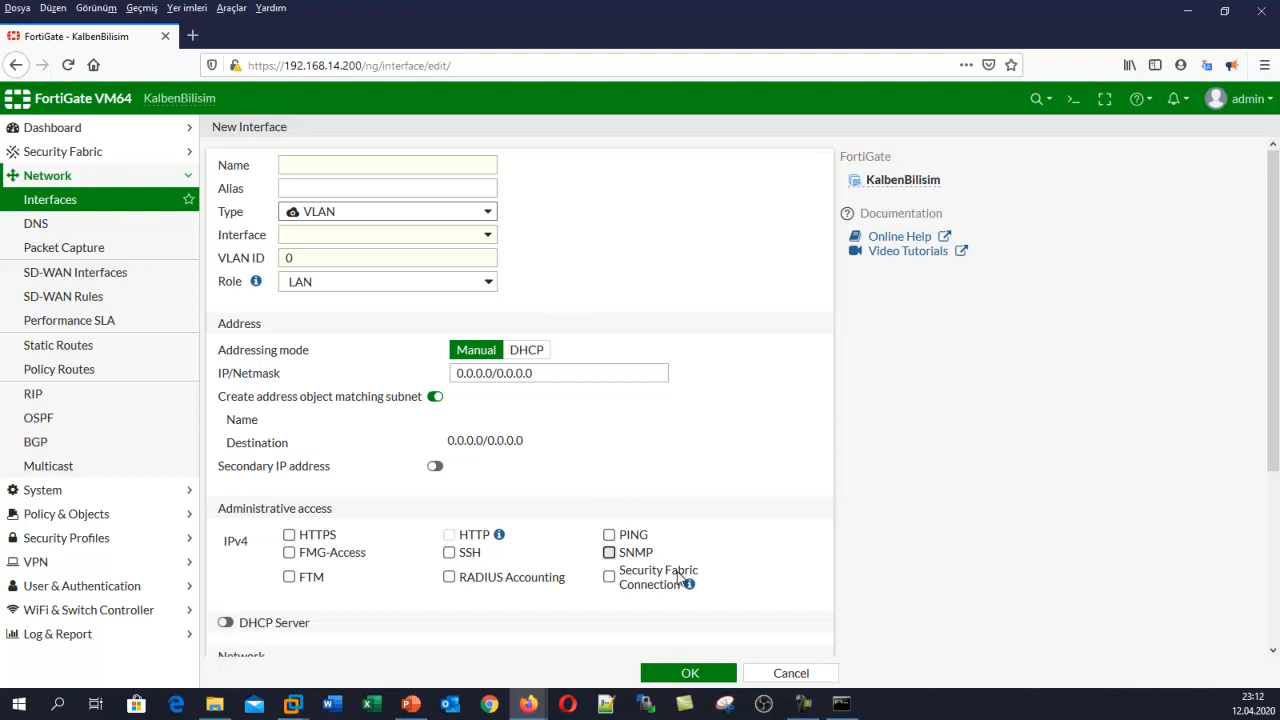 Dosya Düzen Görünüm Geçmiş Yer imleri Araçlar Yardım
FortiGate - KalbenBilisim
https://192.168.14.200/ng/interface/edit/
FortiGate VM64 KalbenBilisim admin
Dashboard
Security Fabric
Network
Interfaces
DNS
Packet Capture
SD-WAN Interfaces
SD-WAN Rules
Performance SLA
Static Routes
Policy Routes
RIP
OSPF
BGP
Multicast
System
Policy & Objects
Security Profiles
VPN
User & Authentication
WiFi & Switch Controller
Log & Report
New Interface
Name
Alias
Type VLAN
Interface
VLAN ID 0
Role LAN
Address
Addressing mode Manual DHCP
IP/Netmask 0.0.0.0/0.0.0.0
Create address object matching subnet
Name
Destination 0.0.0.0/0.0.0.0
Secondary IP address
Administrative access
IPv4 HTTPS HTTP PING
FMG-Access SSH SNMP
FTM RADIUS Accounting Security Fabric
Connection
DHCP Server
Network
OK Cancel
FortiGate
KalbenBilisim
Documentation
Online Help
Video Tutorials
23:12
12.04.2020